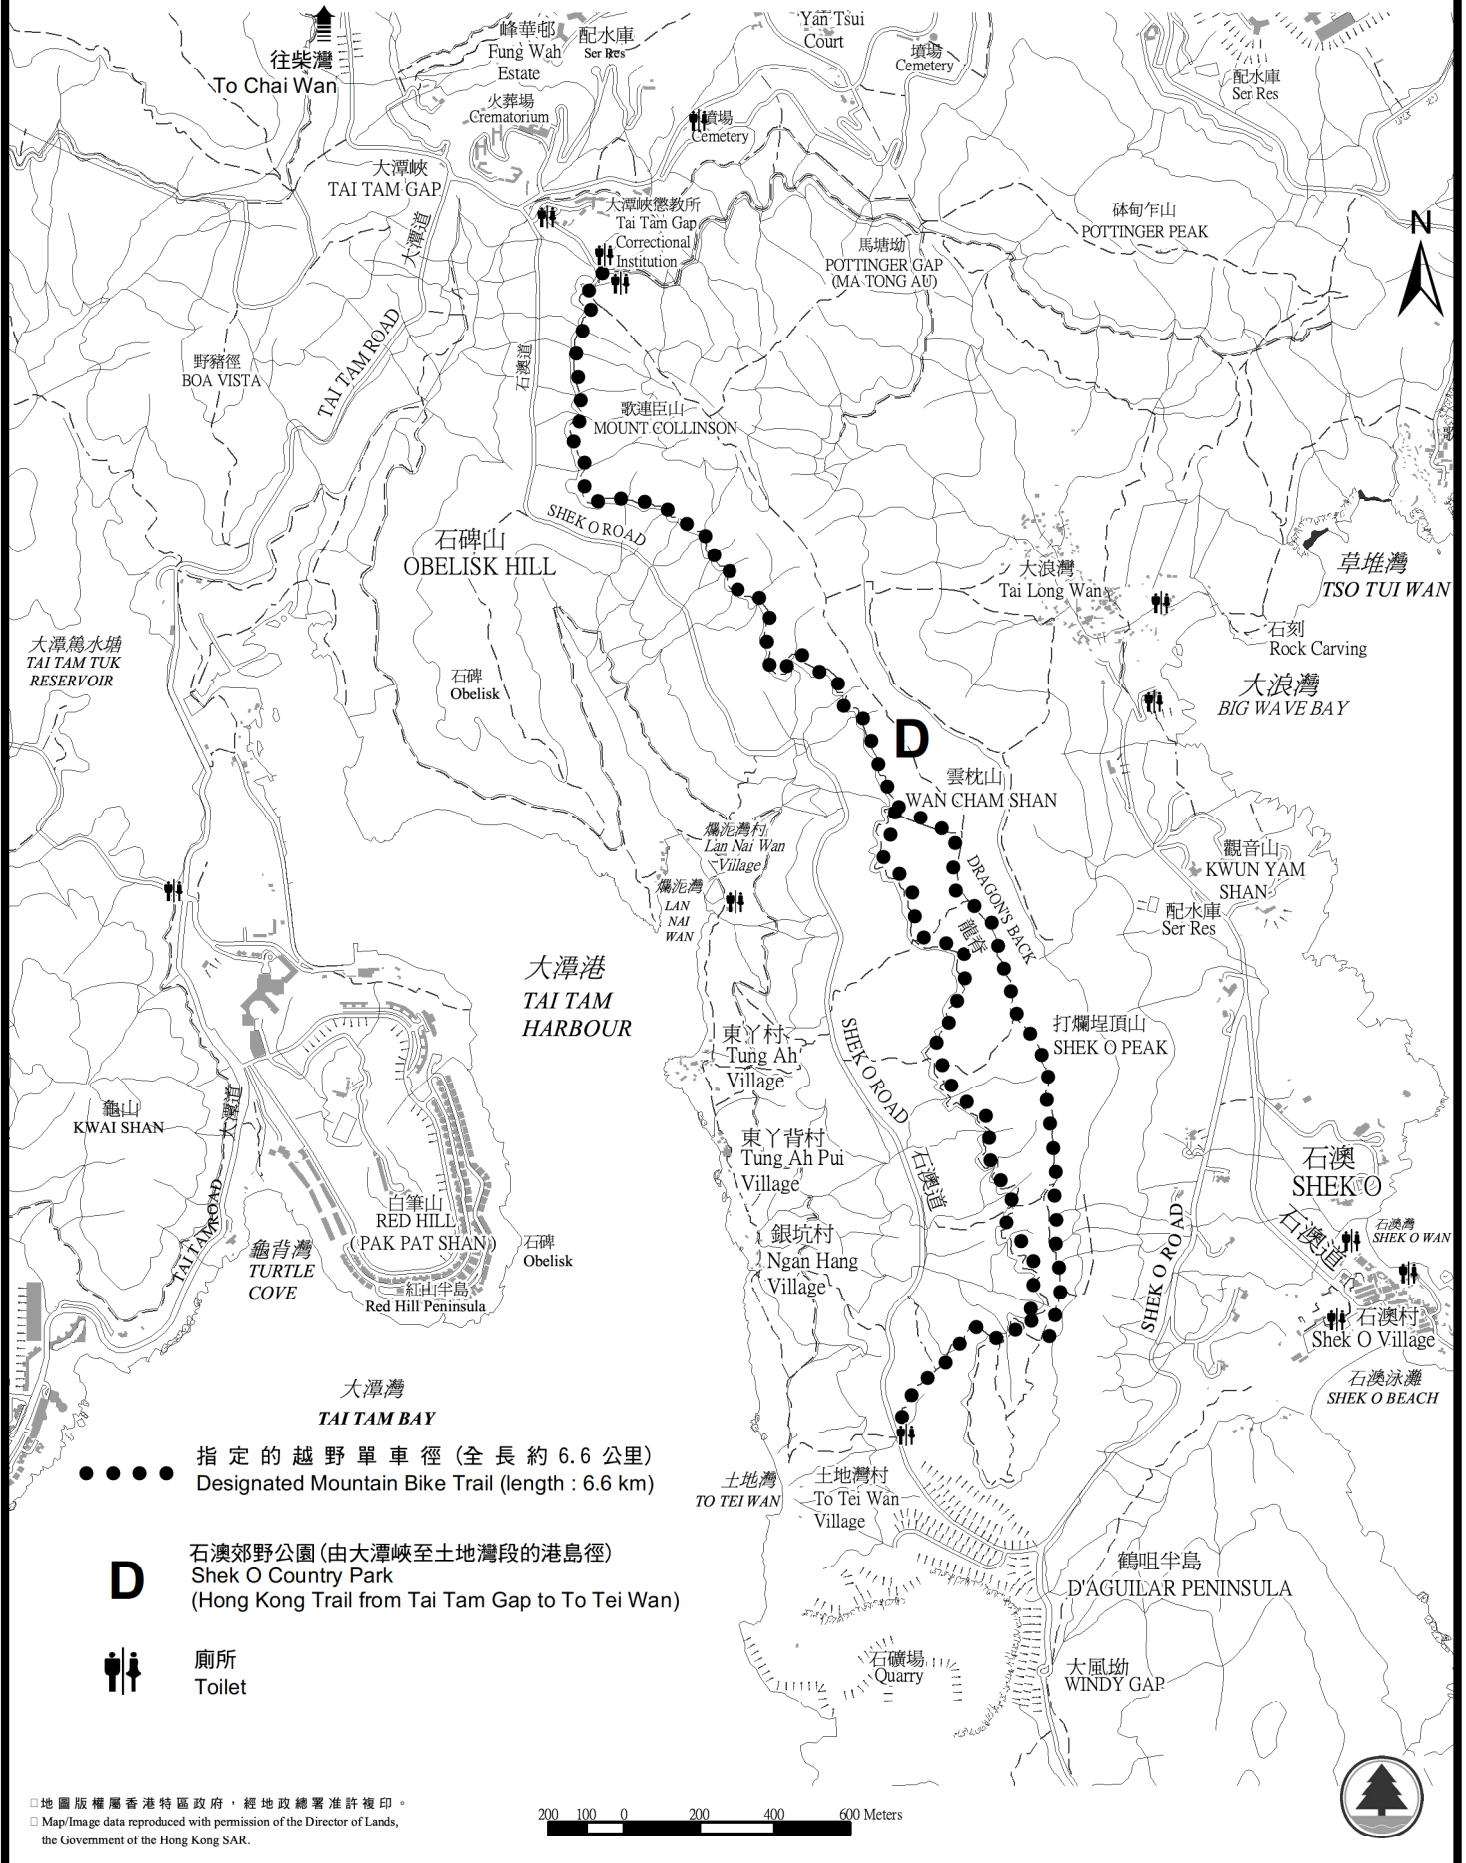 往柴灣
To Chai Wan
峰華邨
Fung Wah
Estate
配水庫
Ser Res
Yan Tsui
Court
墳場
Cemetery
配水庫
Ser Res
火葬場
Crematorium
墳場
Cemetery
大潭峽
TAI TAM GAP
大潭道
大潭峽懲教所
Tai Tam Gap
Correctional
Institution
馬塘坳
POTTINGER GAP
(MA TONG AU)
砵甸乍山
POTTINGER PEAK
N
野豬徑
BOA VISTA
TAI TAM ROAD
石澳道
歌連臣山
MOUNT COLLINSON
SHEK O ROAD
石碑山
OBELISK HILL
大浪灣
Tai Long Wan
草堆灣
TSO TUI WAN
石刻
Rock Carving
大浪灣
BIG WAVE BAY
大潭篤水塘
TAI TAM TUK
RESERVOIR
石碑
Obelisk
D
雲枕山
WAN CHAM SHAN
爛泥灣村
Lan Nai Wan
Village
爛泥灣
LAN
NAI
WAN
DRAGON'S BACK
龍脊
觀音山
KWUN YAM
SHAN
配水庫
Ser Res
大潭港
TAI TAM
HARBOUR
東丫村
Tung Ah
Village
SHEK O ROAD
打爛埕頂山
SHEK O PEAK
龜山
KWAI SHAN
大潭道
東丫背村
Tung Ah Pui
Village
石澳道
石澳
SHEK O
白筆山
RED HILL
(PAK PAT SHAN)
TAI TAM ROAD
龜背灣
TURTLE
COVE
石碑
Obelisk
紅山半島
Red Hill Peninsula
銀坑村
Ngan Hang
Village
SHEK O ROAD
石澳道
石澳灣
SHEK O WAN
石澳村
Shek O Village
石澳泳灘
SHEK O BEACH
大潭灣
TAI TAM BAY
指定的越野單車徑 (全長約 6.6 公里)
Designated Mountain Bike Trail (length : 6.6 km)
土地灣
TO TEI WAN
土地灣村
To Tei Wan
Village
D
石澳郊野公園 (由大潭峽至土地灣段的港島徑)
Shek O Country Park
(Hong Kong Trail from Tai Tam Gap to To Tei Wan)
鶴咀半島
D'AGUILAR PENINSULA
廁所
Toilet
石礦場
Quarry
大風坳
WINDY GAP
地圖版權屬香港特區政府，經地政總署准許複印。
Map/Image data reproduced with permission of the Director of Lands,
the Government of the Hong Kong SAR.
200 100 0 200 400 600 Meters